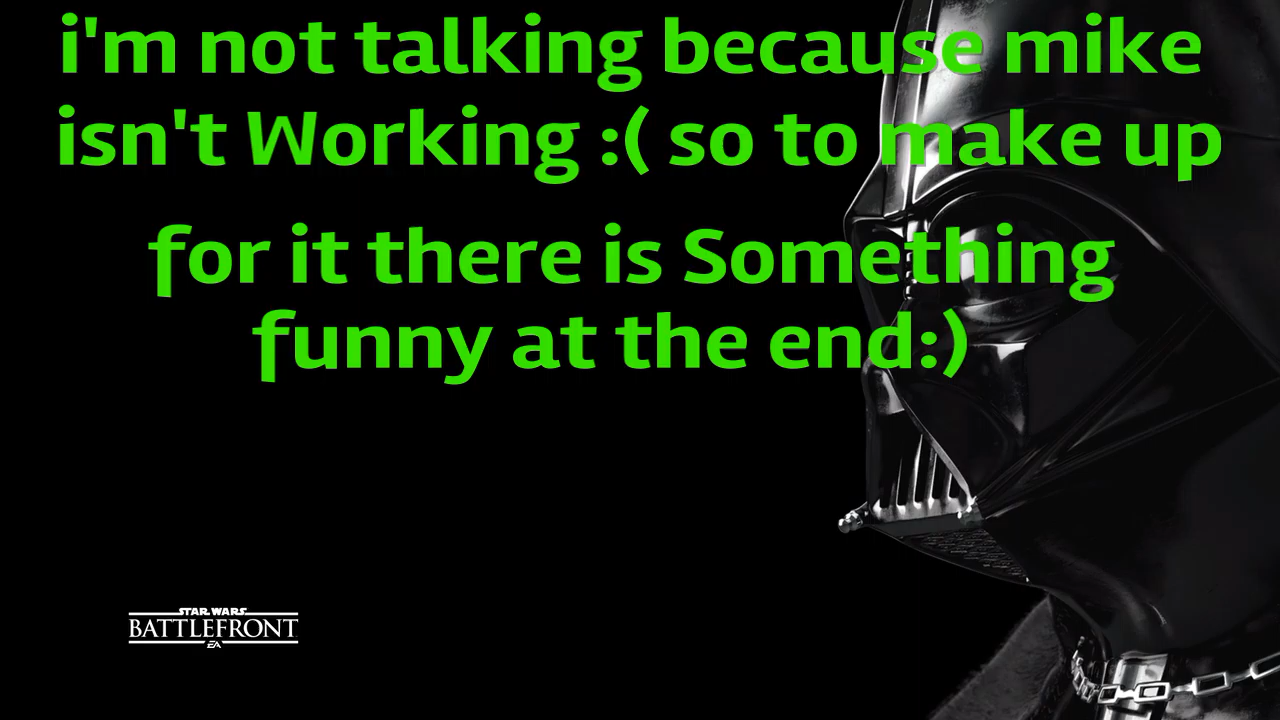 i'm not talking because mike
isn't Working :( so to make up
for it there is Something
funny at the end:)
STAR WARS
BATTLEFRONT
EA